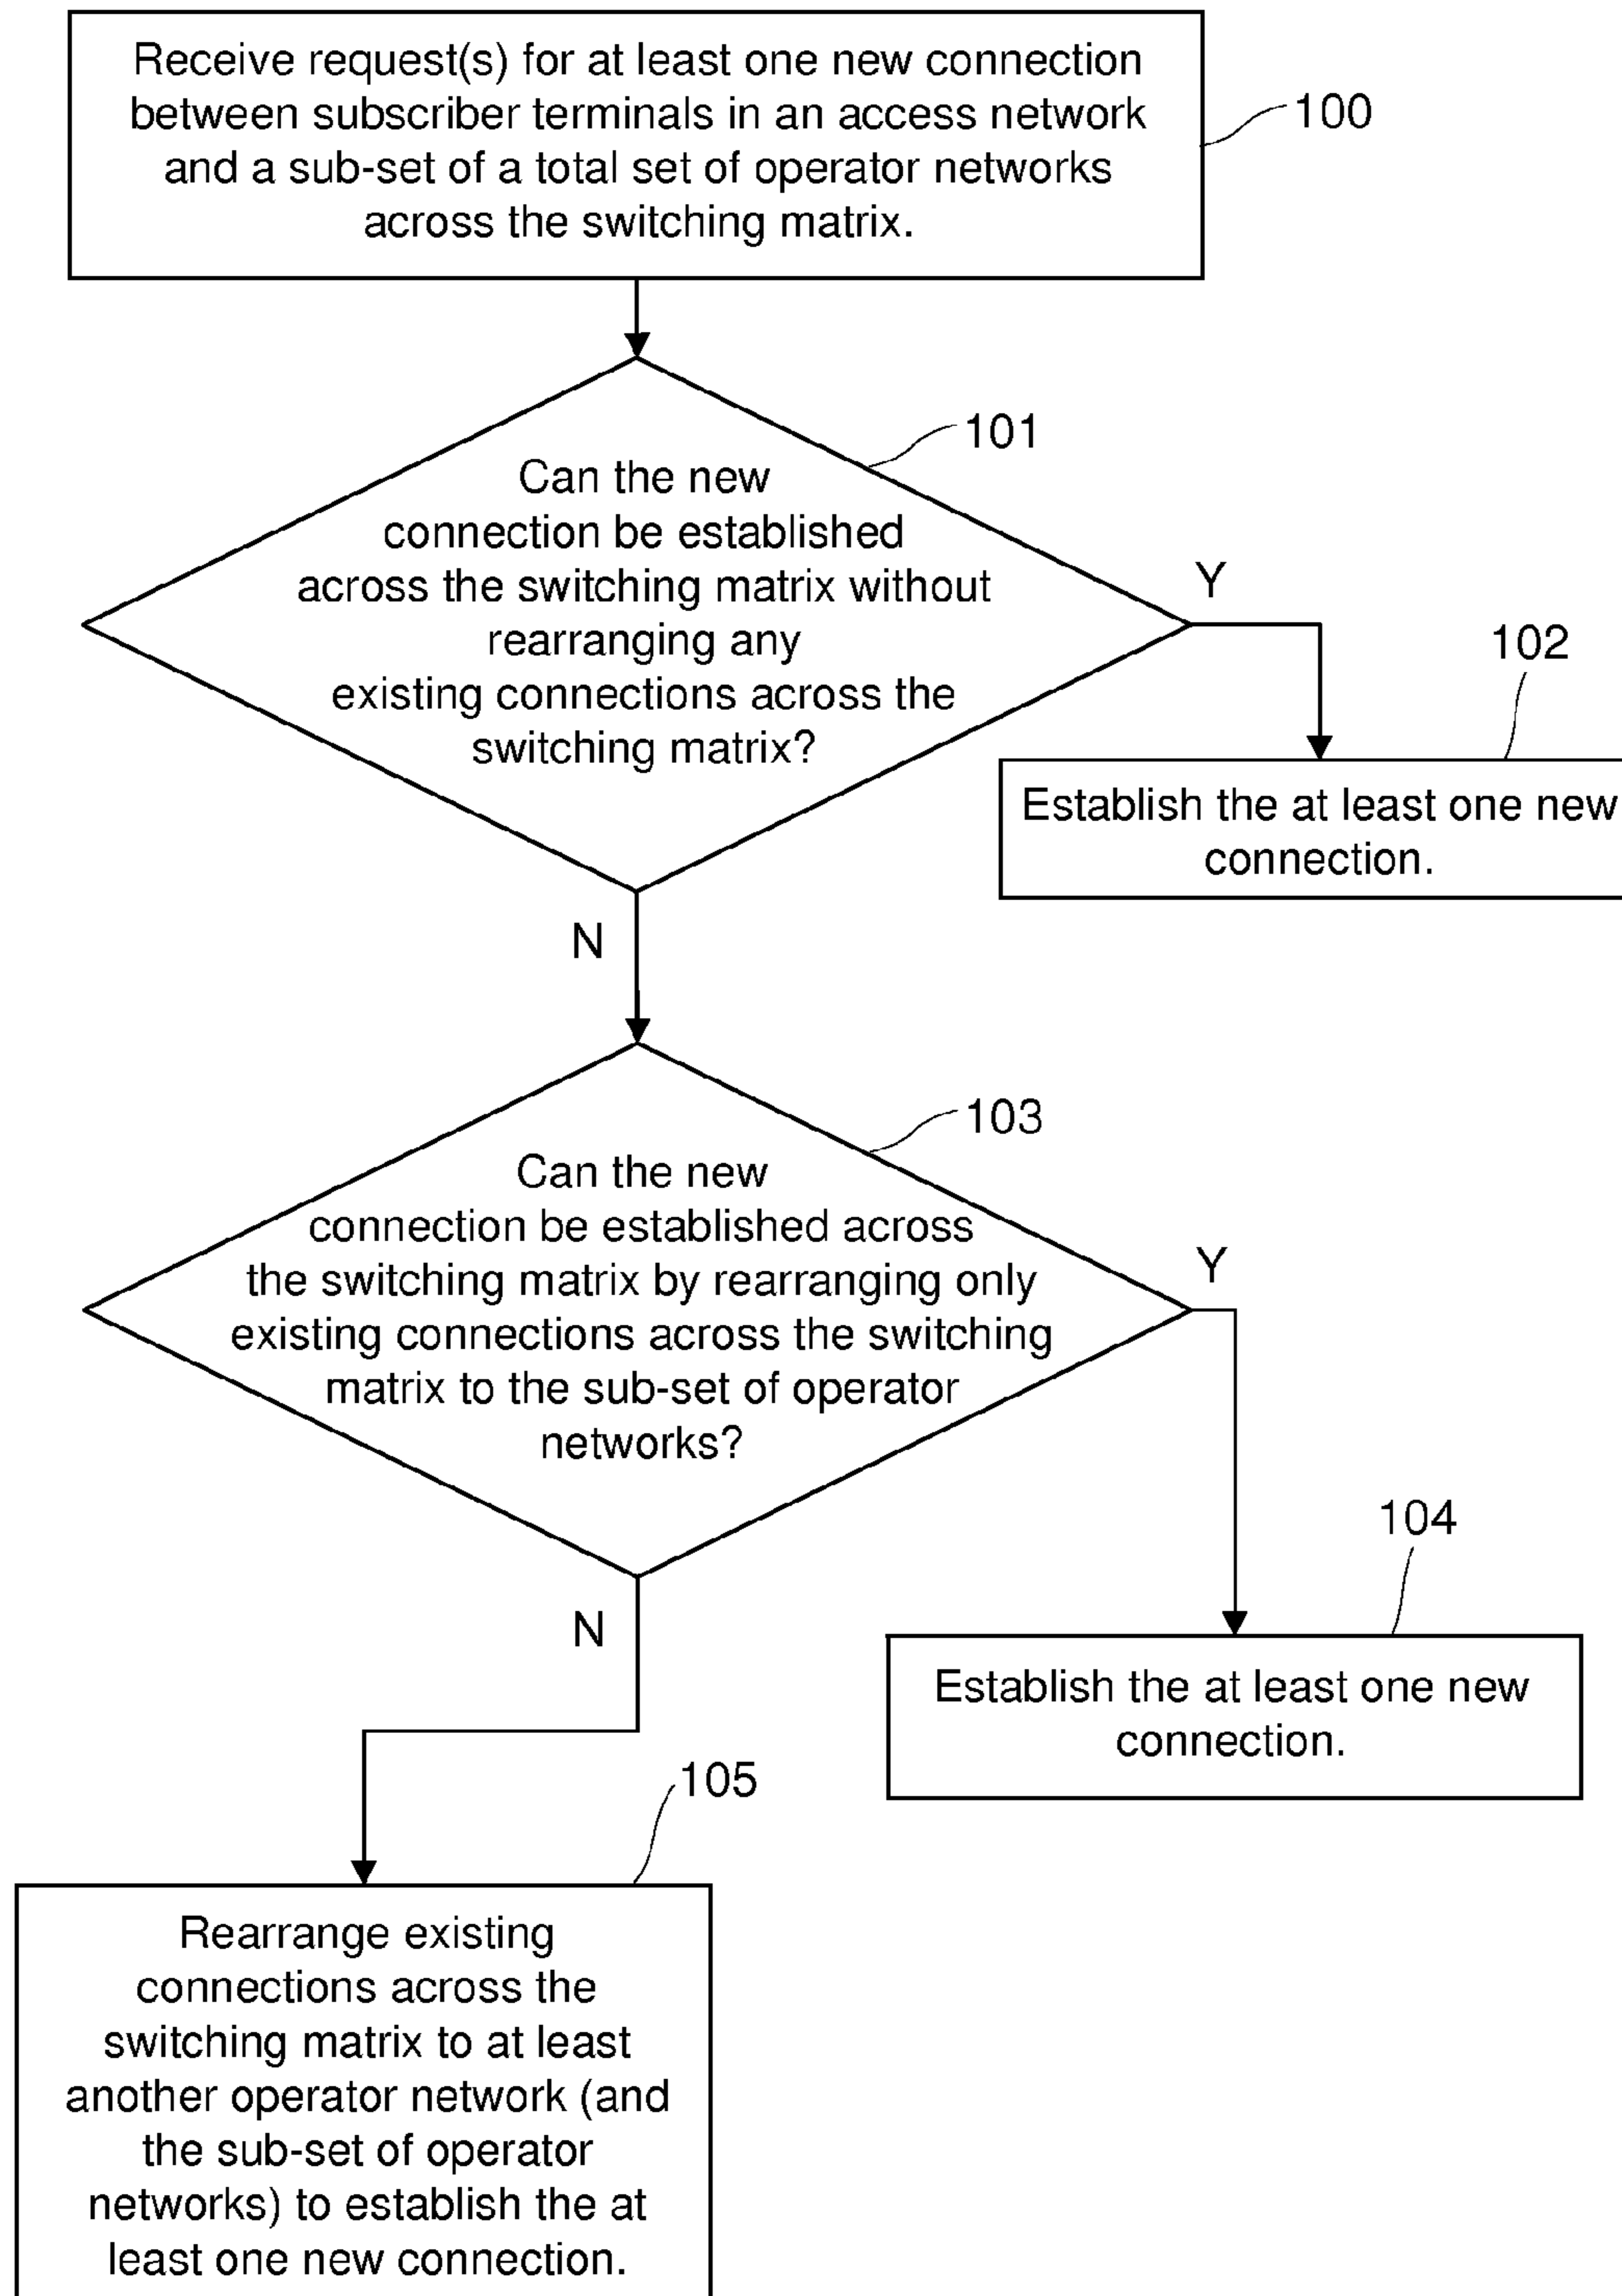 Receive request(s) for at least one new connection
between subscriber terminals in an access network
and a sub-set of a total set of operator networks
across the switching matrix.
100
101
Can the new
connection be established
across the switching matrix without
rearranging any
existing connections across the
switching matrix?
Y
102
Establish the at least one new
connection.
N
103
Can the new
connection be established across
the switching matrix by rearranging only
existing connections across the switching
matrix to the sub-set of operator
networks?
Y
104
Establish the at least one new
connection.
N
105
Rearrange existing
connections across the
switching matrix to at least
another operator network (and
the sub-set of operator
networks) to establish the at
least one new connection.